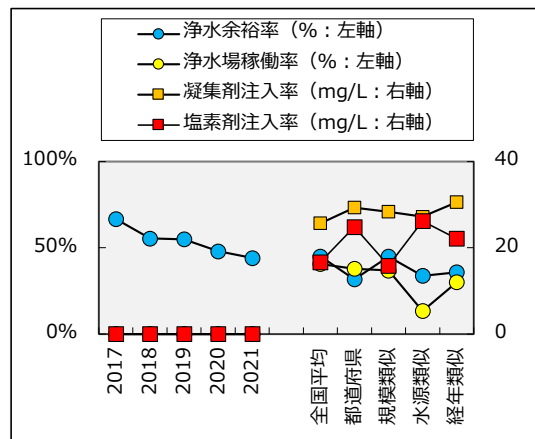 浄水余裕率（%：左軸）
浄水場稼働率（%：左軸）
凝集剤注入率（mg/L：右軸）
塩素剤注入率（mg/L：右軸）
100%
40
50%
20
0%
0
2017
2018
2019
2020
2021
全国平均
都道府県
規模類似
水源類似
経年類似